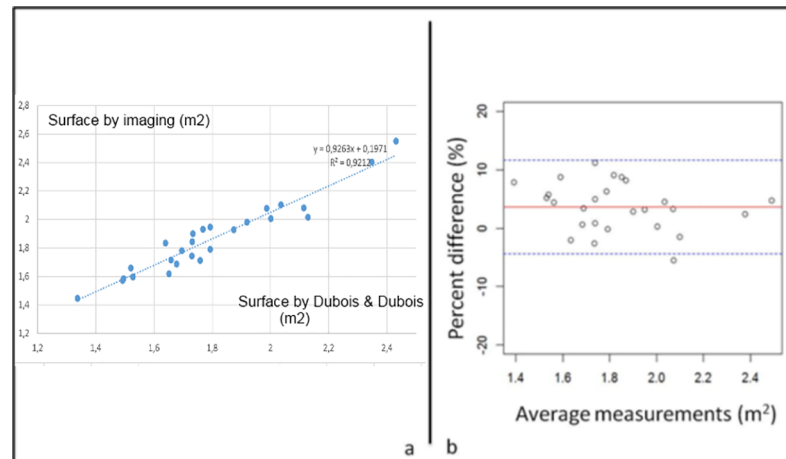 2,8
Surface by imaging (m2)
2,6
y = 0,9263x + 0,1971
R² = 0,9212
2,4
2,2
2
1,8
1,6
Surface by Dubois & Dubois
(m2)
1,4
1,2
1,2 1,4 1,6 1,8 2 2,2 2,4
a
b
Percent difference (%)
20
10
0
-10
-20
1.4 1.6 1.8 2.0 2.2 2.4
Average measurements (m²)